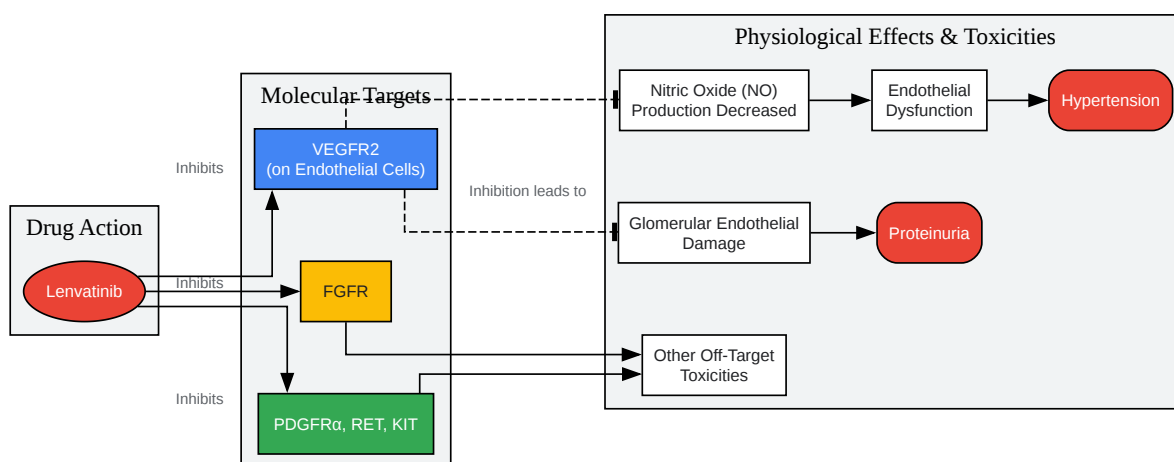 Physiological Effects & Toxicities
Nitric Oxide (NO)
Production Decreased
Endothelial
Dysfunction
Hypertension
Molecular Targets
VEGFR2
(on Endothelial Cells)
Inhibits
Inhibition leads to
Glomerular Endothelial
Damage
Proteinuria
Drug Action
Lenvatinib
Inhibits
FGFR
Other Off-Target
Toxicities
Inhibits
PDGFRα, RET, KIT